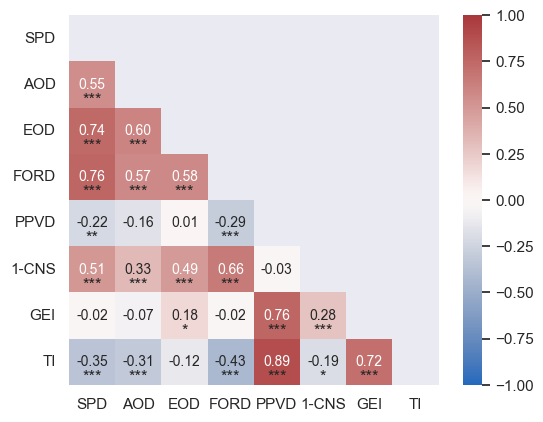 SPD
AOD 0.55
***
EOD 0.74 0.60
*** ***
FORD 0.76 0.57 0.58
*** *** ***
PPVD -0.22 -0.16 0.01 -0.29
** ***
1-CNS 0.51 0.33 0.49 0.66 -0.03
*** *** *** ***
GEI -0.02 -0.07 0.18 -0.02 0.76 0.28
* *** ***
TI -0.35 -0.31 -0.12 -0.43 0.89 -0.19 0.72
*** *** *** *** * ***
SPD AOD EOD FORD PPVD 1-CNS GEI TI
1.00
0.75
0.50
0.25
0.00
-0.25
-0.50
-0.75
-1.00